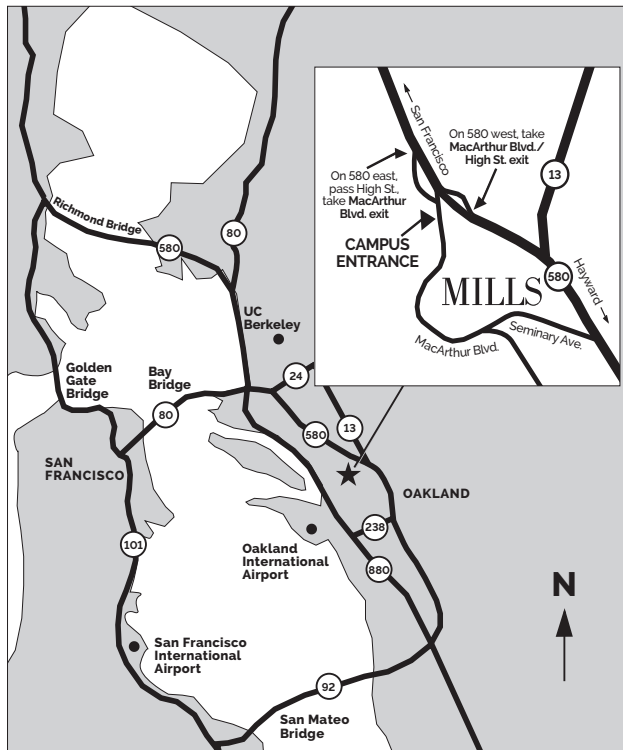 San Francisco
On 580 west, take
MacArthur Blvd./
High St. exit
On 580 east,
pass High St.,
take MacArthur
Blvd. exit
13
CAMPUS
ENTRANCE
580
Hayward
MILLS
Seminary Ave.
MacArthur Blvd.
Richmond Bridge
580
80
UC
Berkeley
Golden
Gate
Bridge
Bay
Bridge
24
80
580
13
SAN
FRANCISCO
OAKLAND
238
101
Oakland
International
Airport
880
N
San Francisco
International
Airport
92
San Mateo
Bridge